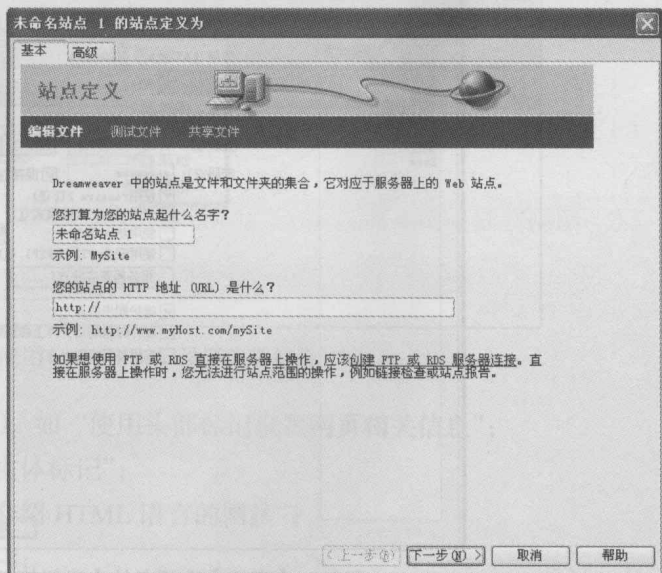 未命名站点 1 的站点定义为
基本 高级
站点定义
编辑文件 测试文件 共享文件
Dreamweaver 中的站点是文件和文件夹的集合，它对应于服务器上的 Web 站点。
您打算为您的站点起什么名字？
未命名站点 1
示例: MySite
您的站点的 HTTP 地址 (URL) 是什么？
http://
示例: http://www.myHost.com/mySite
如果想使用 FTP 或 RDS 直接在服务器上操作，应该创建 FTP 或 RDS 服务器连接。直
接在服务器上操作时，您无法进行站点范围的操作，例如链接检查或站点报告。
<上一步(B) 下一步(N) > 取消 帮助